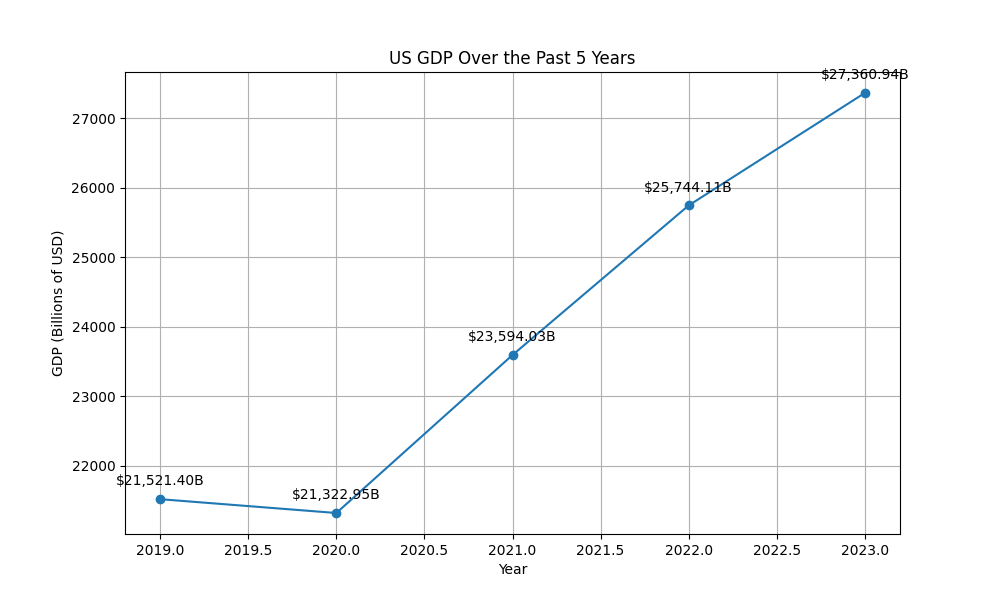 US GDP Over the Past 5 Years
$27,360.94B
27000
$25,744.11B
26000
25000
24000
$23,594.03B
23000
22000
$21,521.40B
$21,322.95B
GDP (Billions of USD)
2019.0 2019.5 2020.0 2020.5 2021.0 2021.5 2022.0 2022.5 2023.0
Year